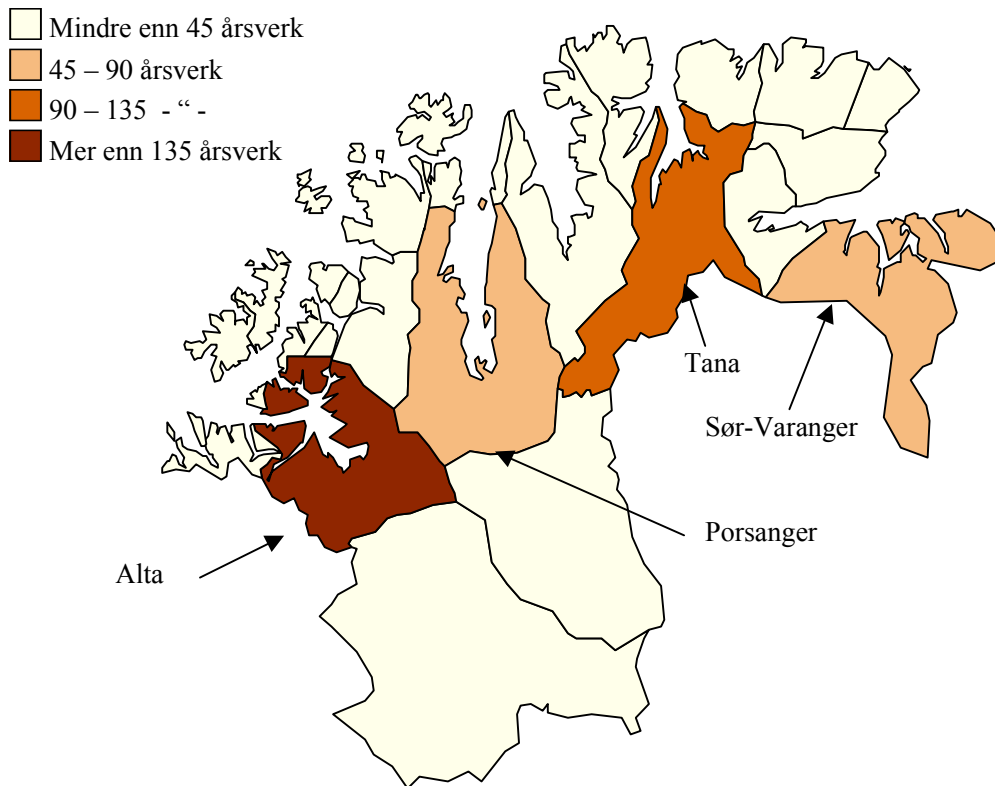 Mindre enn 45 årsverk
45 – 90 årsverk
90 – 135 - “ -
Mer enn 135 årsverk
Tana
Sør-Varanger
Porsanger
Alta